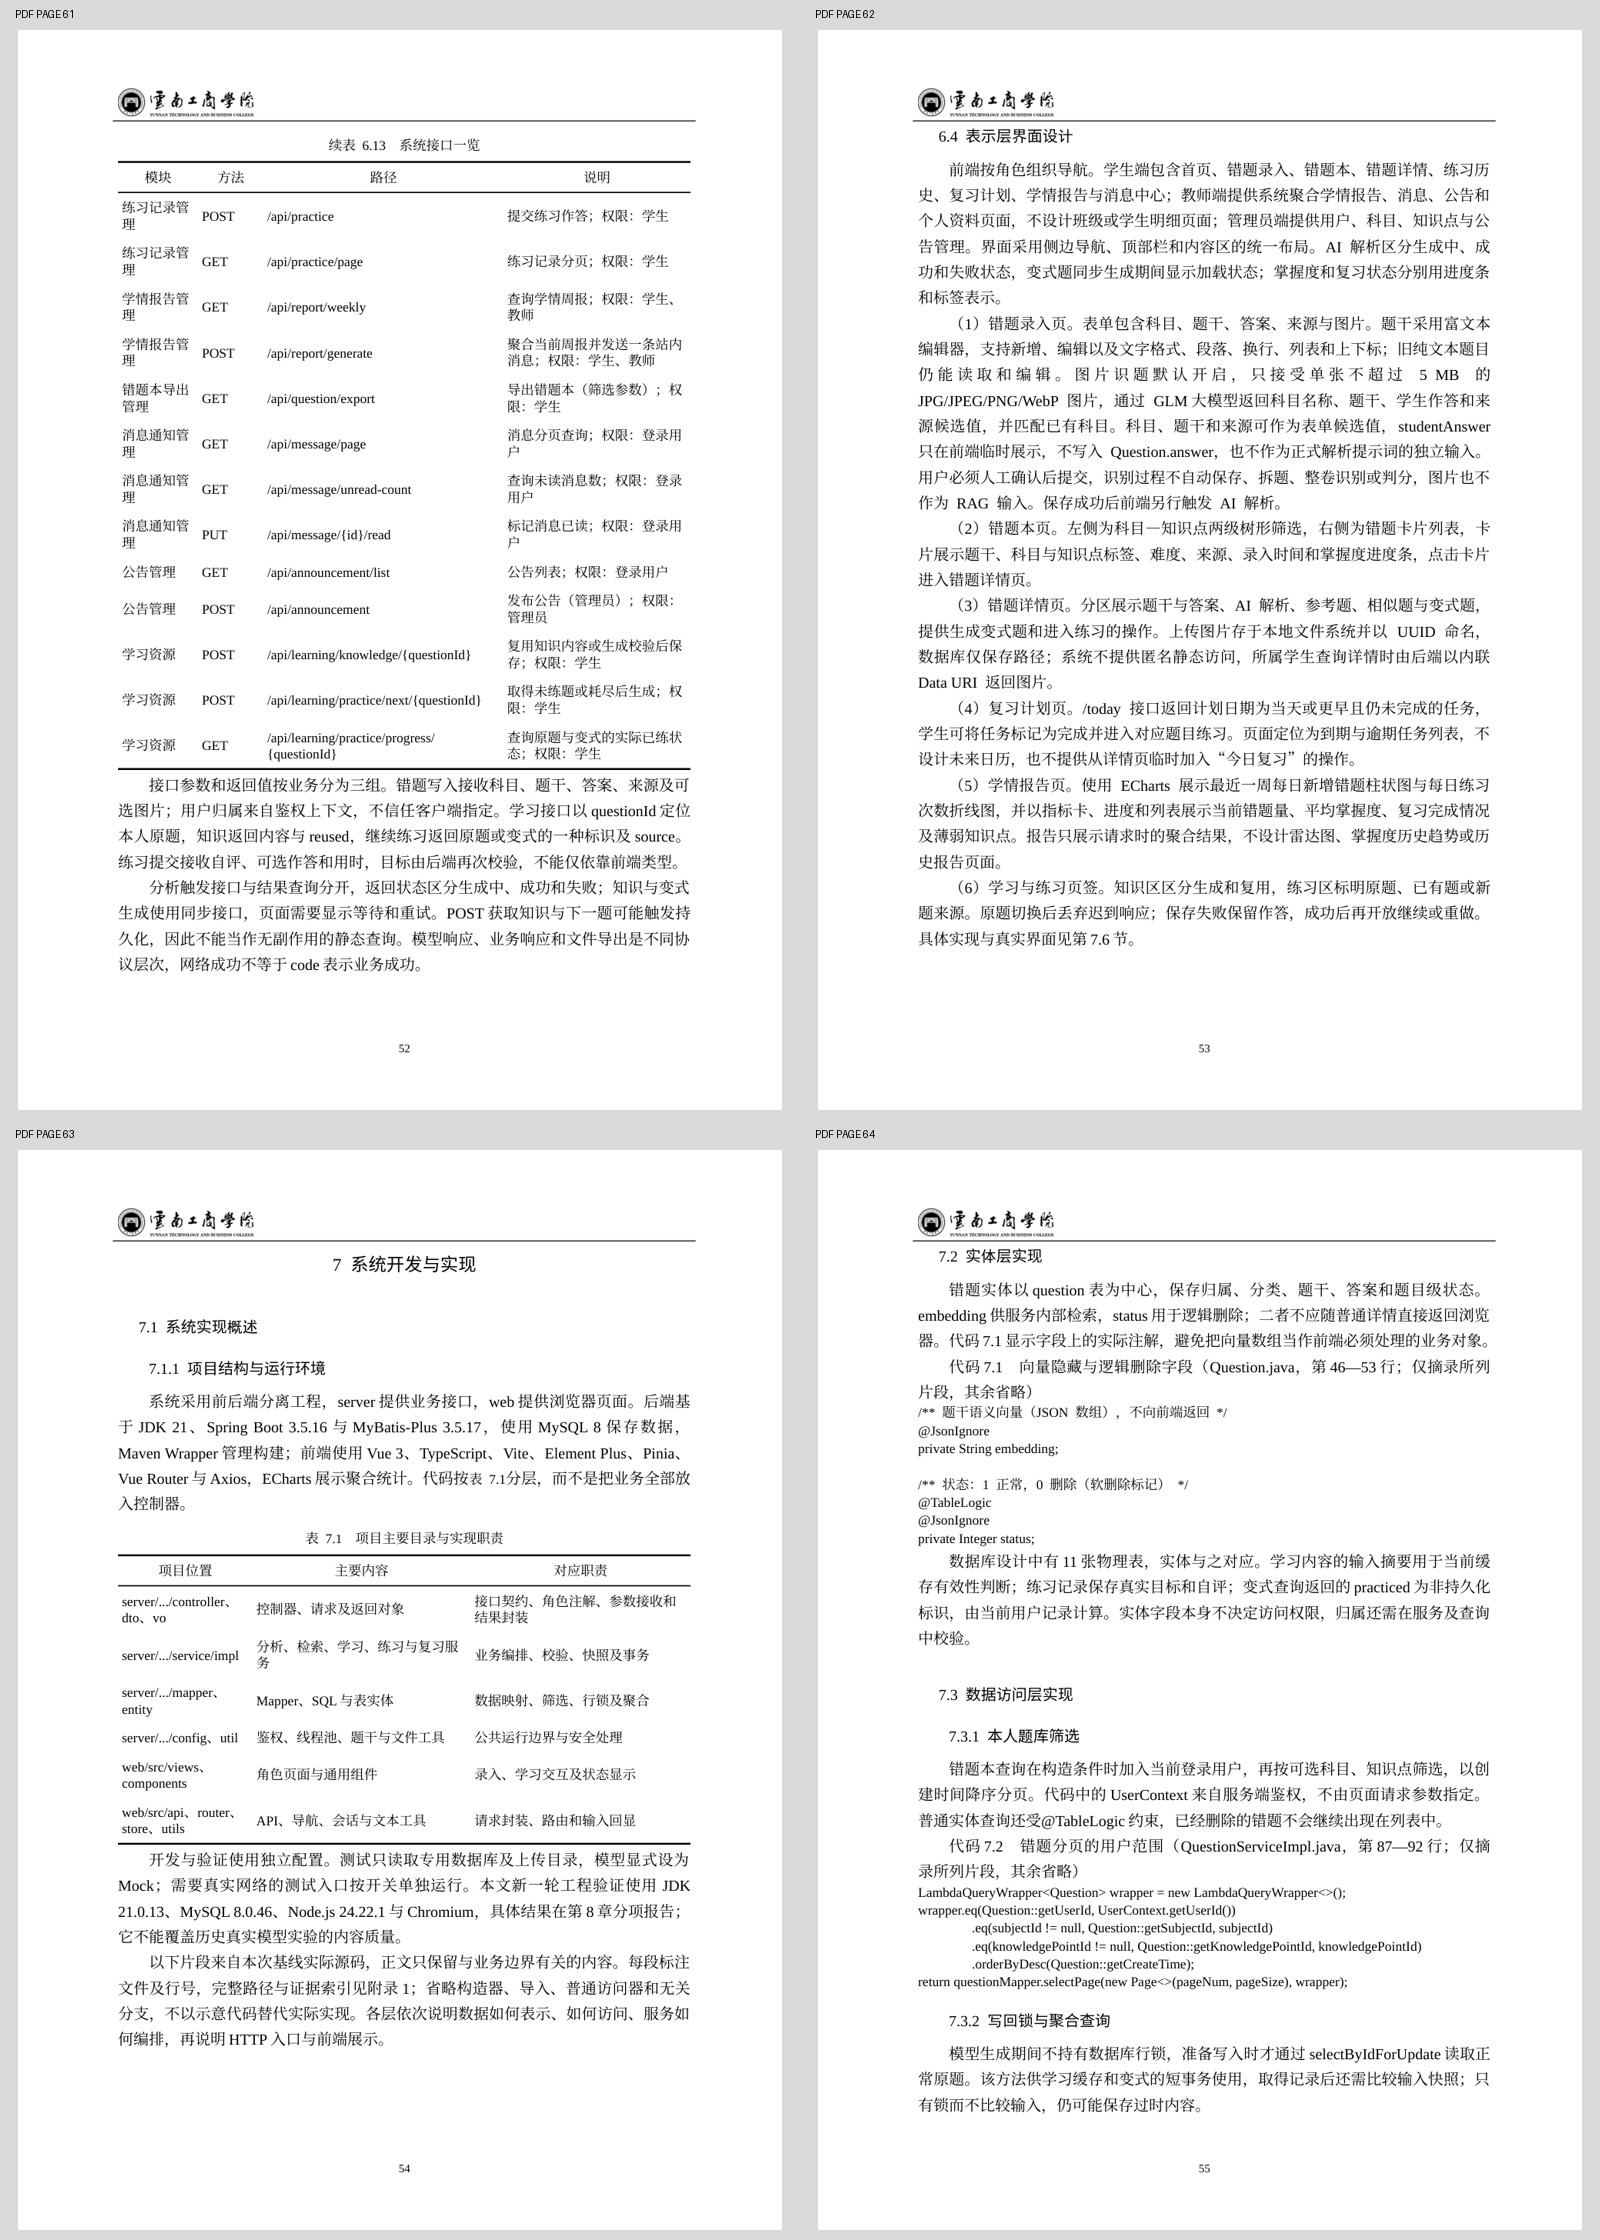 PDF PAGE 61
雲南工商學院
YUNNAN TECHNOLOGY AND BUSINESS COLLEGE
续表 6.13 系统接口一览
模块 方法 路径 说明
练习记录管
理 POST /api/practice 提交练习作答；权限：学生
练习记录管
理 GET /api/practice/page 练习记录分页；权限：学生
学情报告管
理 GET /api/report/weekly 查询学情周报；权限：学生、
教师
学情报告管
理 POST /api/report/generate 聚合当前周报并发送一条站内
消息；权限：学生、教师
错题本导出
管理 GET /api/question/export 导出错题本（筛选参数）；权
限：学生
消息通知管
理 GET /api/message/page 消息分页查询；权限：登录用
户
消息通知管
理 GET /api/message/unread-count 查询未读消息数；权限：登录
用户
消息通知管
理 PUT /api/message/{id}/read 标记消息已读；权限：登录用
户
公告管理 GET /api/announcement/list 公告列表；权限：登录用户
公告管理 POST /api/announcement 发布公告（管理员）；权限：
管理员
学习资源 POST /api/learning/knowledge/{questionId} 复用知识内容或生成校验后保
存；权限：学生
学习资源 POST /api/learning/practice/next/{questionId} 取得未练题或耗尽后生成；权
限：学生
学习资源 GET /api/learning/practice/progress/
{questionId} 查询原题与变式的实际已练状
态；权限：学生
接口参数和返回值按业务分为三组。错题写入接收科目、题干、答案、来源及可
选图片；用户归属来自鉴权上下文，不信任客户端指定。学习接口以 questionId 定位
本人原题，知识返回内容与 reused，继续练习返回原题或变式的一种标识及 source。
练习提交接收自评、可选作答和用时，目标由后端再次校验，不能仅依靠前端类型。
分析触发接口与结果查询分开，返回状态区分生成中、成功和失败；知识与变式
生成使用同步接口，页面需要显示等待和重试。POST 获取知识与下一题可能触发持
久化，因此不能当作无副作用的静态查询。模型响应、业务响应和文件导出是不同协
议层次，网络成功不等于 code 表示业务成功。
52
PDF PAGE 62
雲南工商學院
YUNNAN TECHNOLOGY AND BUSINESS COLLEGE
6.4 表示层界面设计
前端按角色组织导航。学生端包含首页、错题录入、错题本、错题详情、练习历
史、复习计划、学情报告与消息中心；教师端提供系统聚合学情报告、消息、公告和
个人资料页面，不设计班级或学生明细页面；管理员端提供用户、科目、知识点与公
告管理。界面采用侧边导航、顶部栏和内容区的统一布局。AI 解析区分生成中、成
功和失败状态，变式题同步生成期间显示加载状态；掌握度和复习状态分别用进度条
和标签表示。
（1）错题录入页。表单包含科目、题干、答案、来源与图片。题干采用富文本
编辑器，支持新增、编辑以及文字格式、段落、换行、列表和上下标；旧纯文本题目
仍能读取和编辑。图片识题默认开启，只接受单张不超过 5 MB 的
JPG/JPEG/PNG/WebP 图片，通过 GLM 大模型返回科目名称、题干、学生作答和来
源候选值，并匹配已有科目。科目、题干和来源可作为表单候选值，studentAnswer
只在前端临时展示，不写入 Question.answer，也不作为正式解析提示词的独立输入。
用户必须人工确认后提交，识别过程不自动保存、拆题、整卷识别或判分，图片也不
作为 RAG 输入。保存成功后前端另行触发 AI 解析。
（2）错题本页。左侧为科目—知识点两级树形筛选，右侧为错题卡片列表，卡
片展示题干、科目与知识点标签、难度、来源、录入时间和掌握度进度条，点击卡片
进入错题详情页。
（3）错题详情页。分区展示题干与答案、AI 解析、参考题、相似题与变式题，
提供生成变式题和进入练习的操作。上传图片存于本地文件系统并以 UUID 命名，
数据库仅保存路径；系统不提供匿名静态访问，所属学生查询详情时由后端以内联
Data URI 返回图片。
（4）复习计划页。/today 接口返回计划日期为当天或更早且仍未完成的任务，
学生可将任务标记为完成并进入对应题目练习。页面定位为到期与逾期任务列表，不
设计未来日历，也不提供从详情页临时加入“今日复习”的操作。
（5）学情报告页。使用 ECharts 展示最近一周每日新增错题柱状图与每日练习
次数折线图，并以指标卡、进度和列表展示当前错题量、平均掌握度、复习完成情况
及薄弱知识点。报告只展示请求时的聚合结果，不设计雷达图、掌握度历史趋势或历
史报告页面。
（6）学习与练习页签。知识区区分生成和复用，练习区标明原题、已有题或新
题来源。原题切换后丢弃迟到响应；保存失败保留作答，成功后再开放继续或重做。
具体实现与真实界面见第 7.6 节。
53
PDF PAGE 63
雲南工商學院
YUNNAN TECHNOLOGY AND BUSINESS COLLEGE
7 系统开发与实现
7.1 系统实现概述
7.1.1 项目结构与运行环境
系统采用前后端分离工程，server 提供业务接口，web 提供浏览器页面。后端基
于 JDK 21、Spring Boot 3.5.16 与 MyBatis-Plus 3.5.17，使用 MySQL 8 保存数据，
Maven Wrapper 管理构建；前端使用 Vue 3、TypeScript、Vite、Element Plus、Pinia、
Vue Router 与 Axios，ECharts 展示聚合统计。代码按表 7.1分层，而不是把业务全部放
入控制器。
表 7.1 项目主要目录与实现职责
项目位置 主要内容 对应职责
server/.../controller、
dto、vo 控制器、请求及返回对象 接口契约、角色注解、参数接收和
结果封装
server/.../service/impl 分析、检索、学习、练习与复习服
务 业务编排、校验、快照及事务
server/.../mapper、
entity Mapper、SQL 与表实体 数据映射、筛选、行锁及聚合
server/.../config、util 鉴权、线程池、题干与文件工具 公共运行边界与安全处理
web/src/views、
components 角色页面与通用组件 录入、学习交互及状态显示
web/src/api、router、
store、utils API、导航、会话与文本工具 请求封装、路由和输入回显
开发与验证使用独立配置。测试只读取专用数据库及上传目录，模型显式设为
Mock；需要真实网络的测试入口按开关单独运行。本文新一轮工程验证使用 JDK
21.0.13、MySQL 8.0.46、Node.js 24.22.1 与 Chromium，具体结果在第 8 章分项报告；
它不能覆盖历史真实模型实验的内容质量。
以下片段来自本次基线实际源码，正文只保留与业务边界有关的内容。每段标注
文件及行号，完整路径与证据索引见附录 1；省略构造器、导入、普通访问器和无关
分支，不以示意代码替代实际实现。各层依次说明数据如何表示、如何访问、服务如
何编排，再说明 HTTP 入口与前端展示。
54
PDF PAGE 64
雲南工商學院
YUNNAN TECHNOLOGY AND BUSINESS COLLEGE
7.2 实体层实现
错题实体以 question 表为中心，保存归属、分类、题干、答案和题目级状态。
embedding 供服务内部检索，status 用于逻辑删除；二者不应随普通详情直接返回浏览
器。代码 7.1 显示字段上的实际注解，避免把向量数组当作前端必须处理的业务对象。
代码 7.1 向量隐藏与逻辑删除字段（Question.java，第 46—53 行；仅摘录所列
片段，其余省略）
/** 题干语义向量（JSON 数组），不向前端返回 */
@JsonIgnore
private String embedding;
/** 状态：1 正常，0 删除（软删除标记） */
@TableLogic
@JsonIgnore
private Integer status;
数据库设计中有 11 张物理表，实体与之对应。学习内容的输入摘要用于当前缓
存有效性判断；练习记录保存真实目标和自评；变式查询返回的 practiced 为非持久化
标识，由当前用户记录计算。实体字段本身不决定访问权限，归属还需在服务及查询
中校验。
7.3 数据访问层实现
7.3.1 本人题库筛选
错题本查询在构造条件时加入当前登录用户，再按可选科目、知识点筛选，以创
建时间降序分页。代码中的 UserContext 来自服务端鉴权，不由页面请求参数指定。
普通实体查询还受@TableLogic 约束，已经删除的错题不会继续出现在列表中。
代码 7.2 错题分页的用户范围（QuestionServiceImpl.java，第 87—92 行；仅摘
录所列片段，其余省略）
LambdaQueryWrapper<Question> wrapper = new LambdaQueryWrapper<>();
wrapper.eq(Question::getUserId, UserContext.getUserId())
.eq(subjectId != null, Question::getSubjectId, subjectId)
.eq(knowledgePointId != null, Question::getKnowledgePointId, knowledgePointId)
.orderByDesc(Question::getCreateTime);
return questionMapper.selectPage(new Page<>(pageNum, pageSize), wrapper);
7.3.2 写回锁与聚合查询
模型生成期间不持有数据库行锁，准备写入时才通过 selectByIdForUpdate 读取正
常原题。该方法供学习缓存和变式的短事务使用，取得记录后还需比较输入快照；只
有锁而不比较输入，仍可能保存过时内容。
55